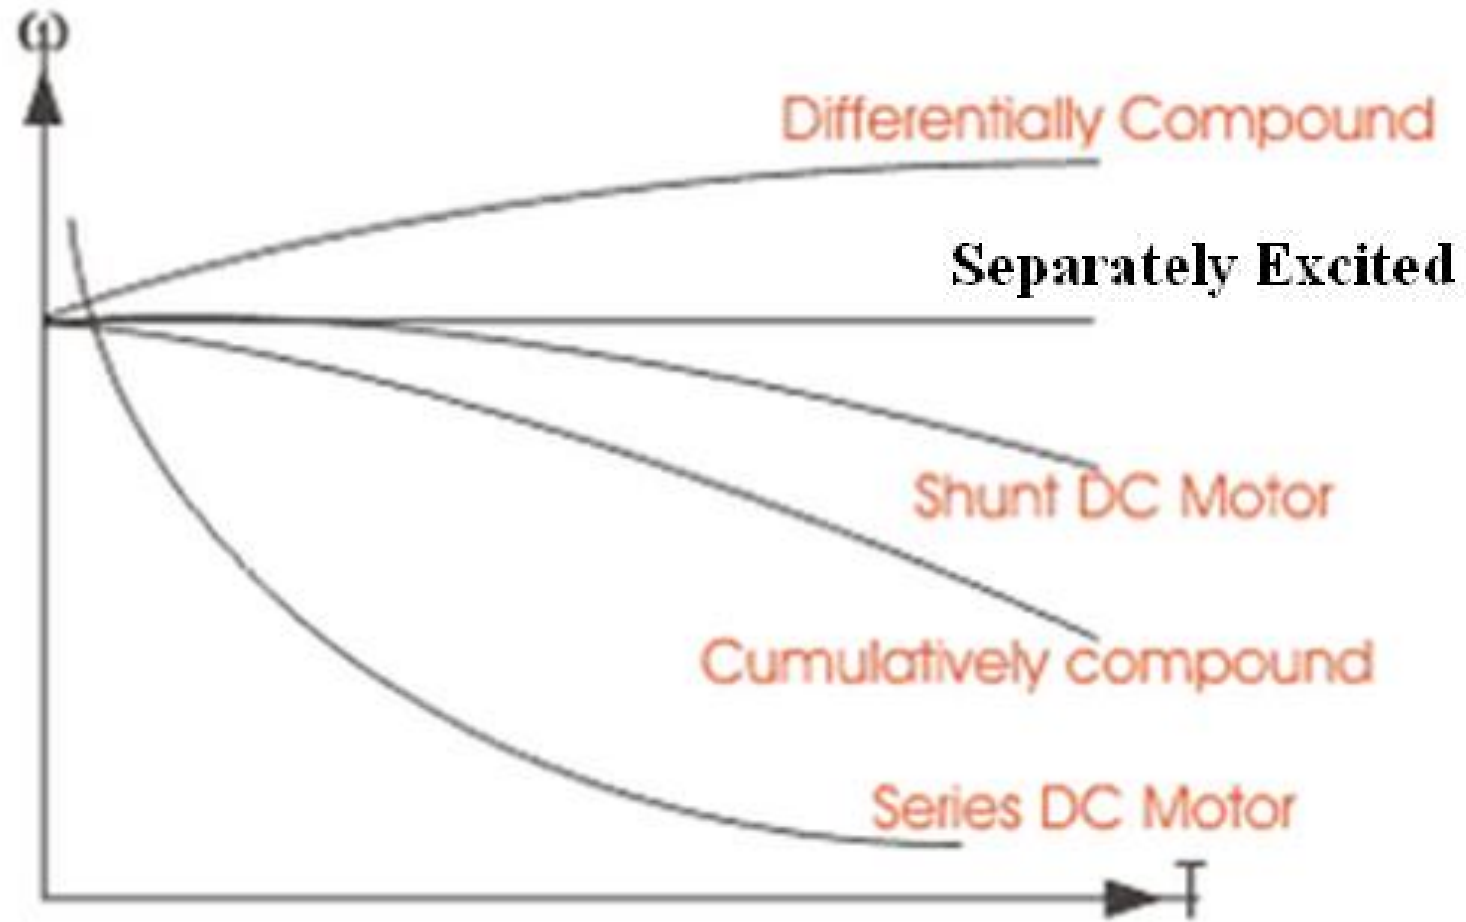 ω
Differentially Compound
Separately Excited
Shunt DC Motor
Cumulatively compound
Series DC Motor
T